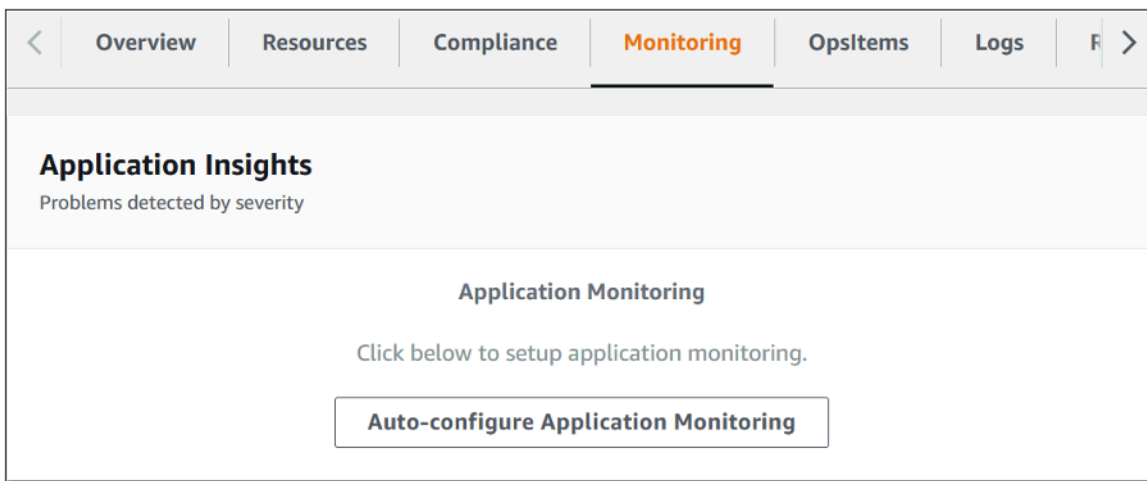 Overview Resources Compliance Monitoring OpsItems Logs
Application Insights
Problems detected by severity
Application Monitoring
Click below to setup application monitoring.
Auto-configure Application Monitoring